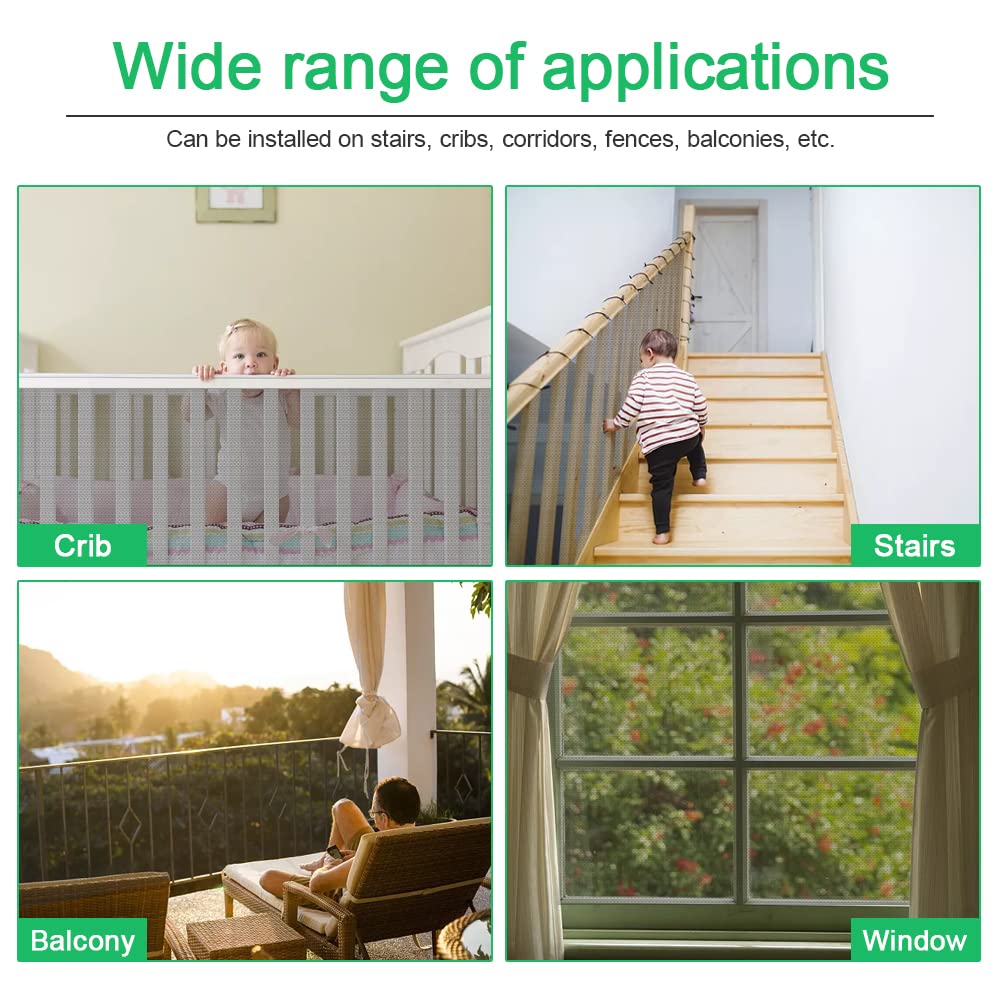 Wide range of applications
Can be installed on stairs, cribs, corridors, fences, balconies, etc.
Crib
Stairs
Balcony
Window